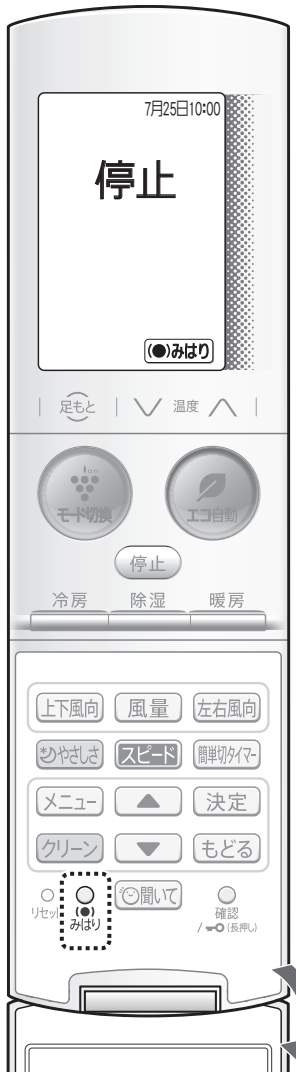 7月25日10:00
停止
(●)みはり
足もと 温度
ion
モード切換 エコ自動
停止
冷房 除湿 暖房
上下風向 風量 左右風向
やさしさ スピード 簡単切タイマー
メニュー ▲ 決定
クリーン ▼ もどる
リセット (●)みはり 聞いて 確認/(長押し)